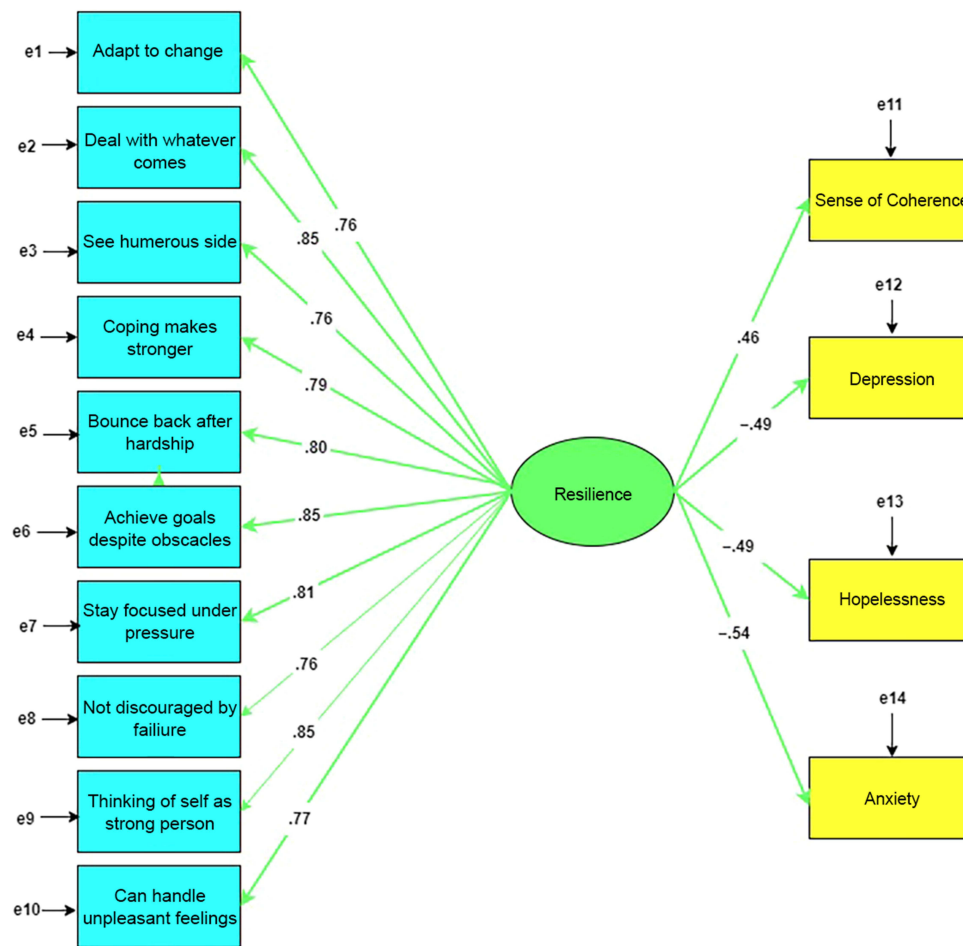 e1
Adapt to change
e2
Deal with whatever
comes
e3
See humerous side
e4
Coping makes
stronger
e5
Bounce back after
hardship
e6
Achieve goals
despite obscacles
e7
Stay focused under
pressure
e8
Not discouraged by
failiure
e9
Thinking of self as
strong person
e10
Can handle
unpleasant feelings
.76
.85
.76
.79
.80
.85
.81
.76
.85
.77
Resilience
.46
–.49
–.49
–.54
e11
Sense of Coherence
e12
Depression
e13
Hopelessness
e14
Anxiety